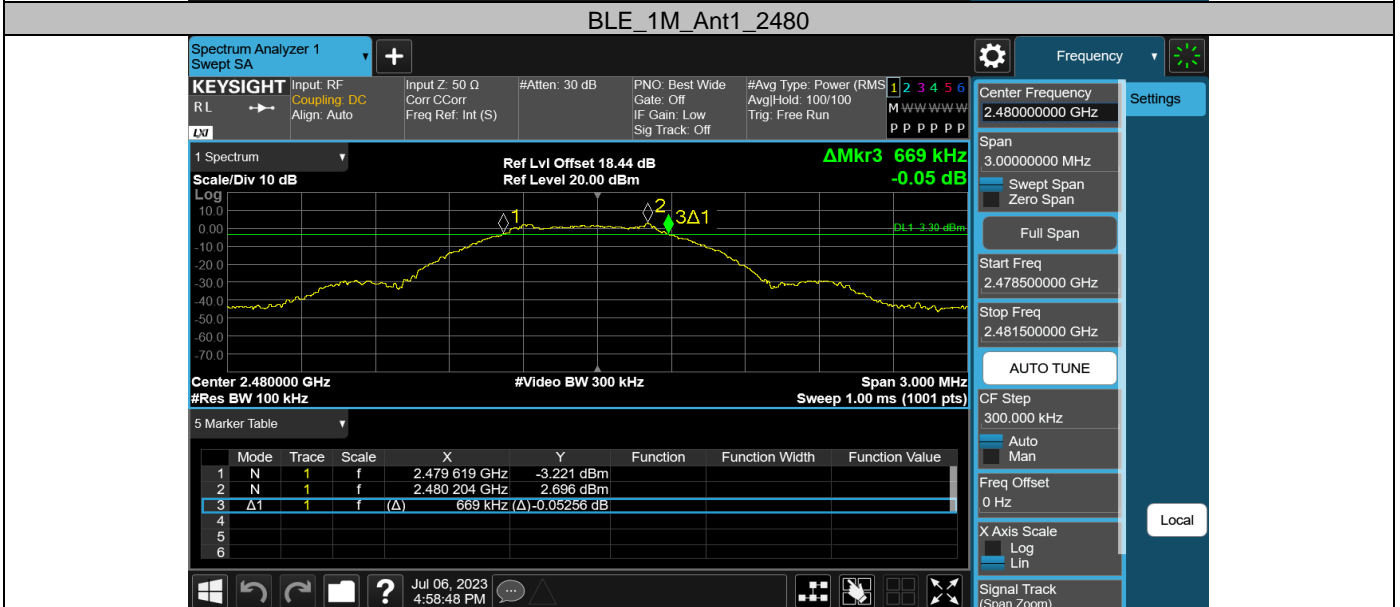 BLE_1M_Ant1_2480
Spectrum Analyzer 1
Swept SA
+
Frequency
KEYSIGHT
RL
LXI
Input: RF
Coupling: DC
Align: Auto
Input Z: 50 Ω
Corr CCorr
Freq Ref: Int (S)
#Atten: 30 dB
PNO: Best Wide
Gate: Off
IF Gain: Low
Sig Track: Off
#Avg Type: Power (RMS
Avg|Hold: 100/100
Trig: Free Run
1 2 3 4 5 6
M W W W W W
P P P P P P
Center Frequency
2.480000000 GHz
Settings
Span
3.00000000 MHz
Swept Span
Zero Span
Full Span
Start Freq
2.478500000 GHz
Stop Freq
2.481500000 GHz
AUTO TUNE
CF Step
300.000 kHz
Auto
Man
Freq Offset
0 Hz
X Axis Scale
Log
Lin
Signal Track
(Span Zoom)
Local
1 Spectrum
Scale/Div 10 dB
Ref Lvl Offset 18.44 dB
Ref Level 20.00 dBm
ΔMkr3 669 kHz
-0.05 dB
Log
10.0
0.00
-10.0
-20.0
-30.0
-40.0
-50.0
-60.0
-70.0
1
2
3Δ1
DL1 -3.30 dBm
Center 2.480000 GHz
#Video BW 300 kHz
Span 3.000 MHz
#Res BW 100 kHz
Sweep 1.00 ms (1001 pts)
5 Marker Table
Mode Trace Scale X Y Function Function Width Function Value
1 N 1 f 2.479 619 GHz -3.221 dBm
2 N 1 f 2.480 204 GHz 2.696 dBm
3 Δ1 1 f (Δ) 669 kHz (Δ) -0.05256 dB
4
5
6
?
Jul 06, 2023
4:58:48 PM